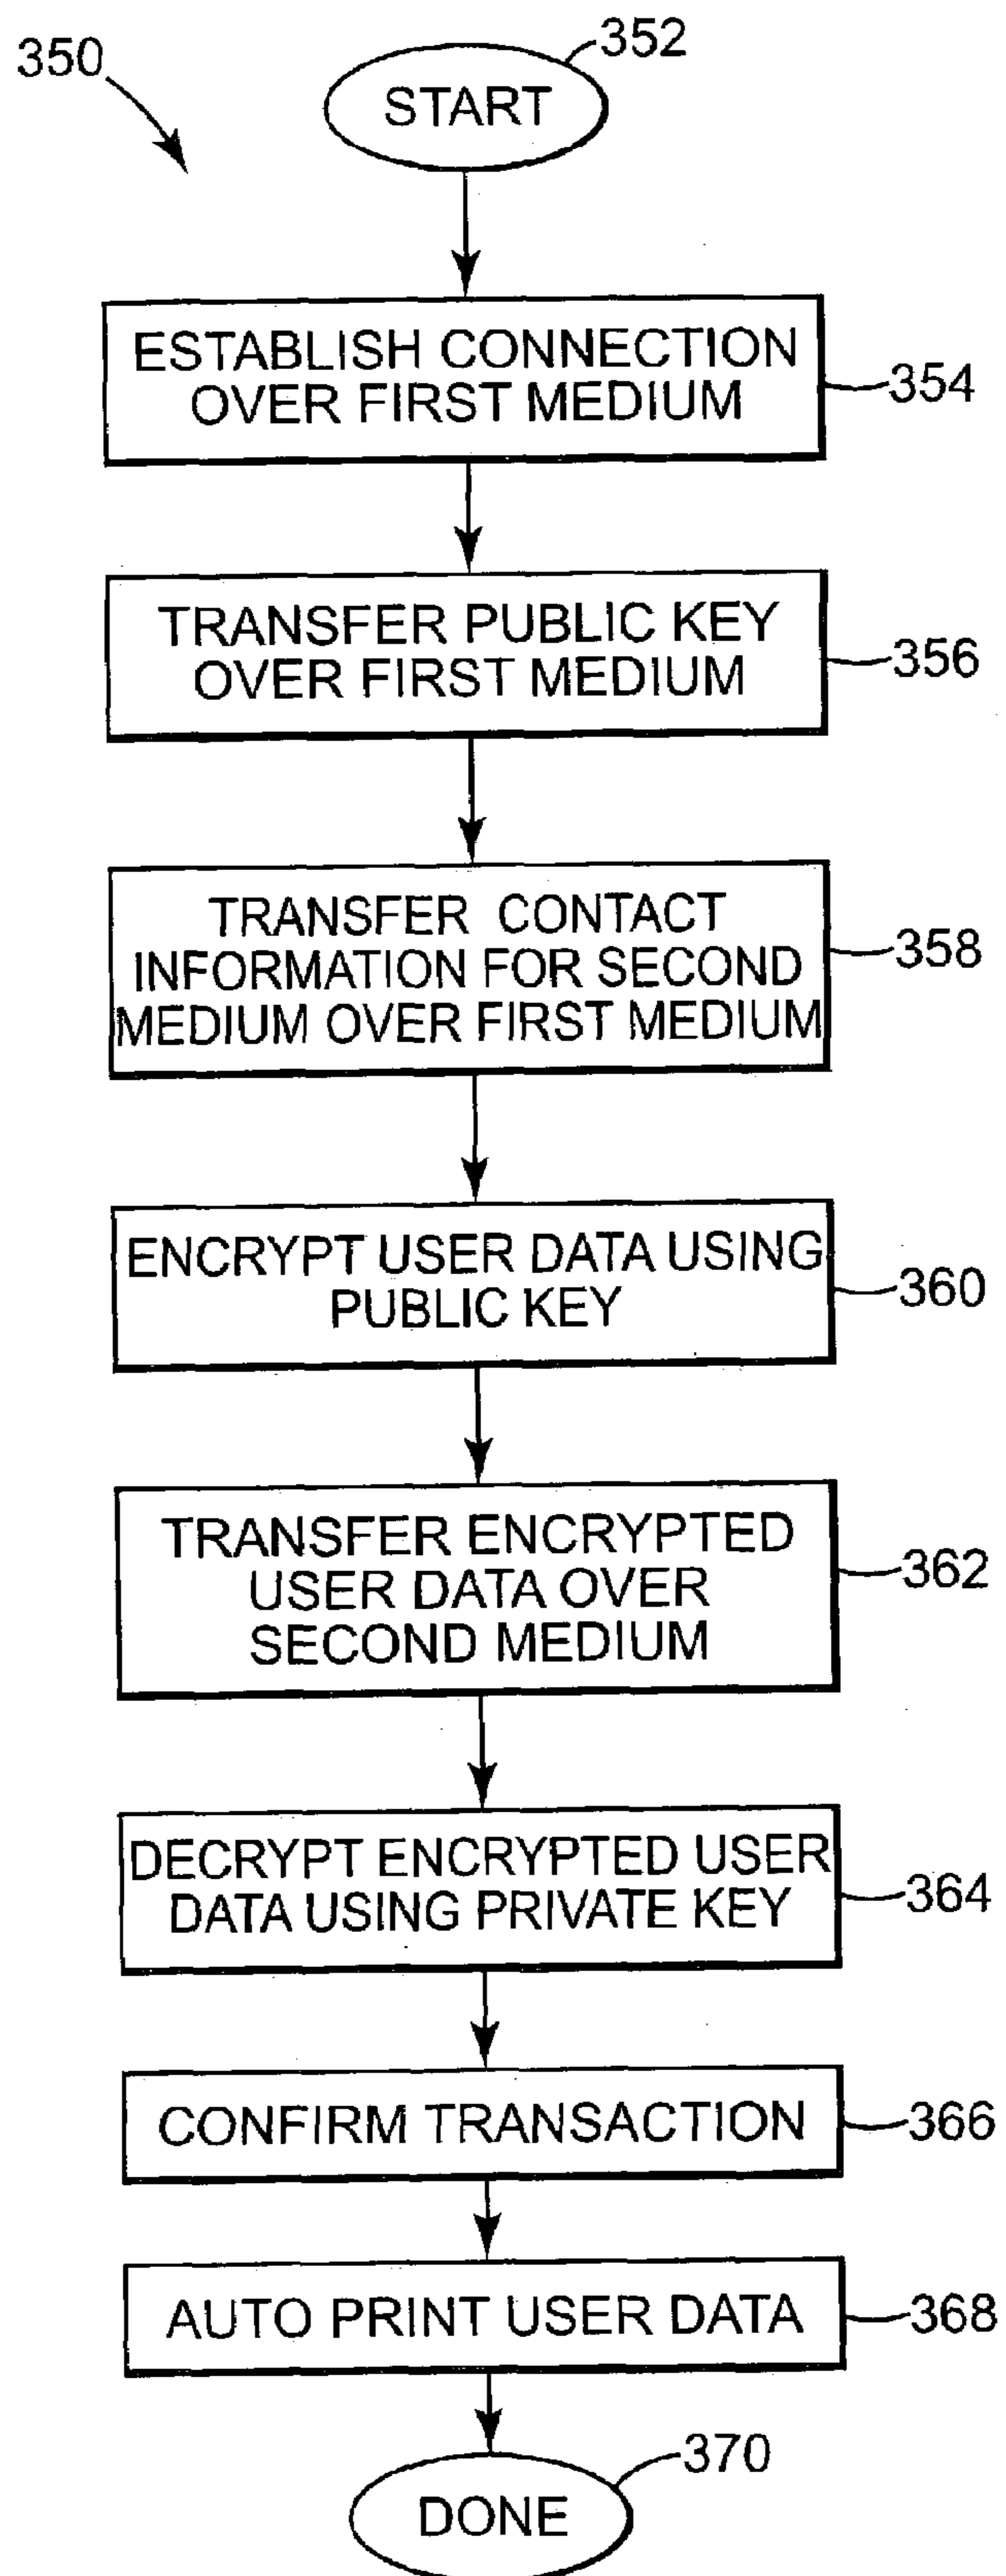 350
352
START
ESTABLISH CONNECTION
OVER FIRST MEDIUM
354
TRANSFER PUBLIC KEY
OVER FIRST MEDIUM
356
TRANSFER CONTACT
INFORMATION FOR SECOND
MEDIUM OVER FIRST MEDIUM
358
ENCRYPT USER DATA USING
PUBLIC KEY
360
TRANSFER ENCRYPTED
USER DATA OVER
SECOND MEDIUM
362
DECRYPT ENCRYPTED USER
DATA USING PRIVATE KEY
364
CONFIRM TRANSACTION
366
AUTO PRINT USER DATA
368
370
DONE